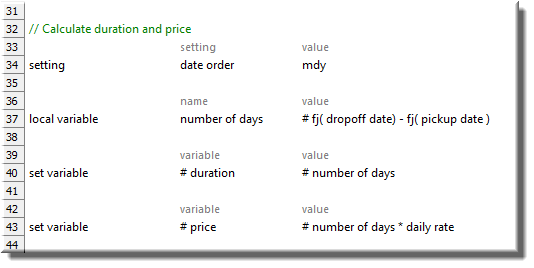 31
32 // Calculate duration and price
33 setting value
34 setting date order mdy
35
36 name value
37 local variable number of days # fj( dropoff date) - fj( pickup date )
38
39 variable value
40 set variable # duration # number of days
41
42 variable value
43 set variable # price # number of days * daily rate
44